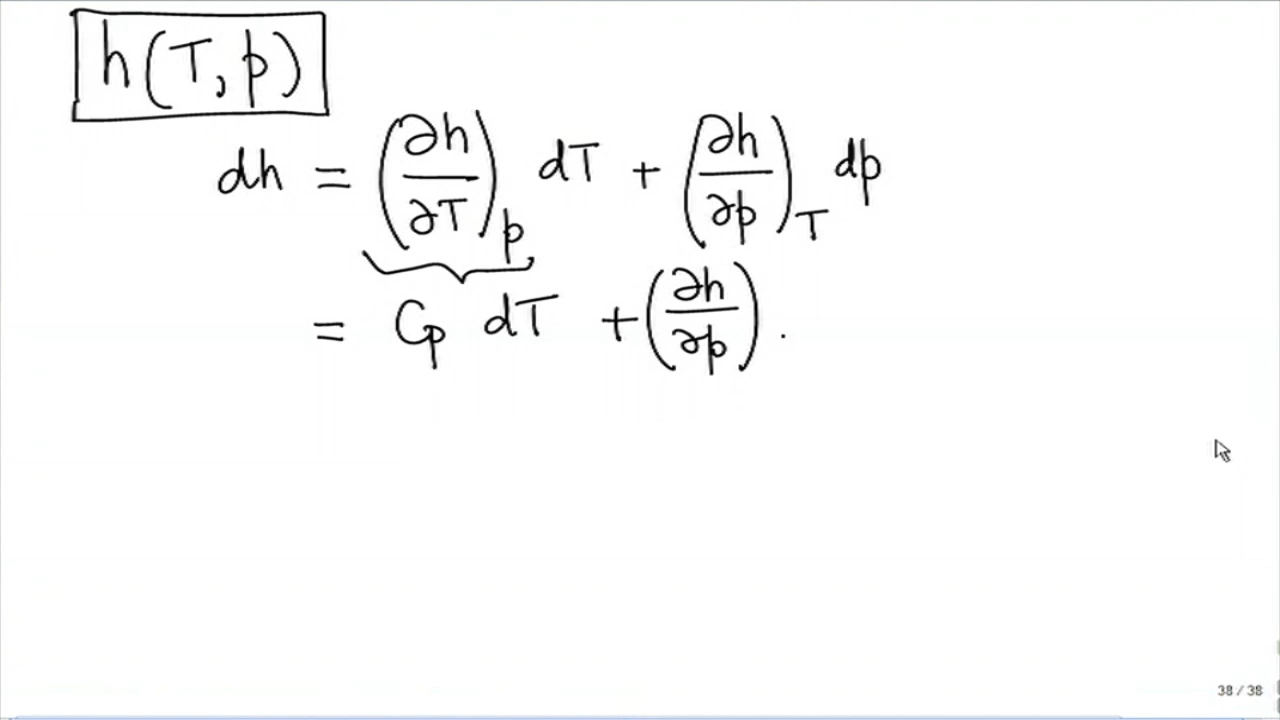 h(T, p)
dh = (∂h/∂T)_p dT + (∂h/∂p)_T dp
= C_p dT + (∂h/∂p) .
38 / 38